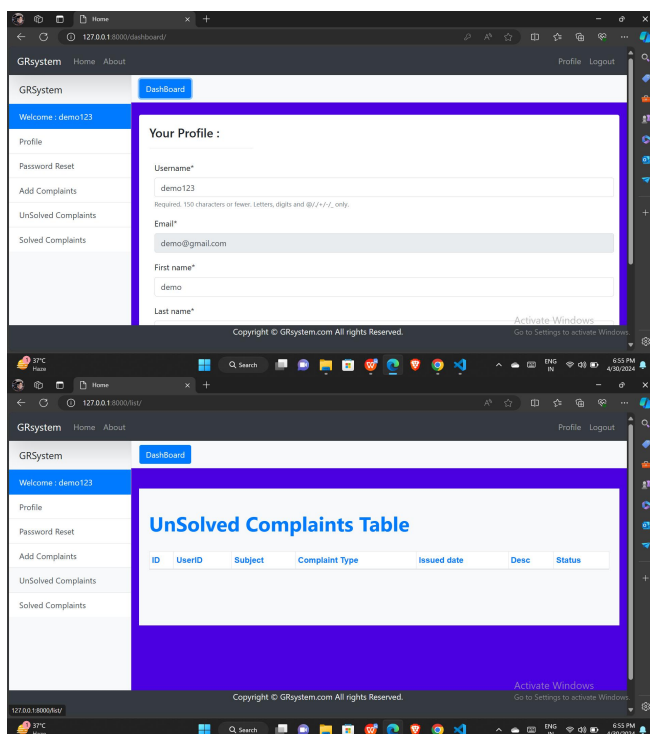 Home
127.0.0.1:8000/dashboard/
GRsystem Home About Profile Logout
GRSystem DashBoard
Welcome : demo123
Profile
Password Reset
Add Complaints
UnSolved Complaints
Solved Complaints
Your Profile :
Username*
demo123
Required. 150 characters or fewer. Letters, digits and @/./+/-/_ only.
Email*
demo@gmail.com
First name*
demo
Last name*
Activate Windows
Go to Settings to activate Windows.
Copyright © GRsystem.com All rights Reserved.
37°C
Haze
Search
ENG
IN
6:55 PM
4/30/2024
Home
127.0.0.1:8000/list/
GRsystem Home About Profile Logout
GRSystem DashBoard
Welcome : demo123
Profile
Password Reset
Add Complaints
UnSolved Complaints
Solved Complaints
UnSolved Complaints Table
ID UserID Subject Complaint Type Issued date Desc Status
Activate Windows
Go to Settings to activate Windows.
Copyright © GRsystem.com All rights Reserved.
127.0.0.1:8000/list/
37°C
Haze
Search
ENG
IN
6:55 PM
4/30/2024